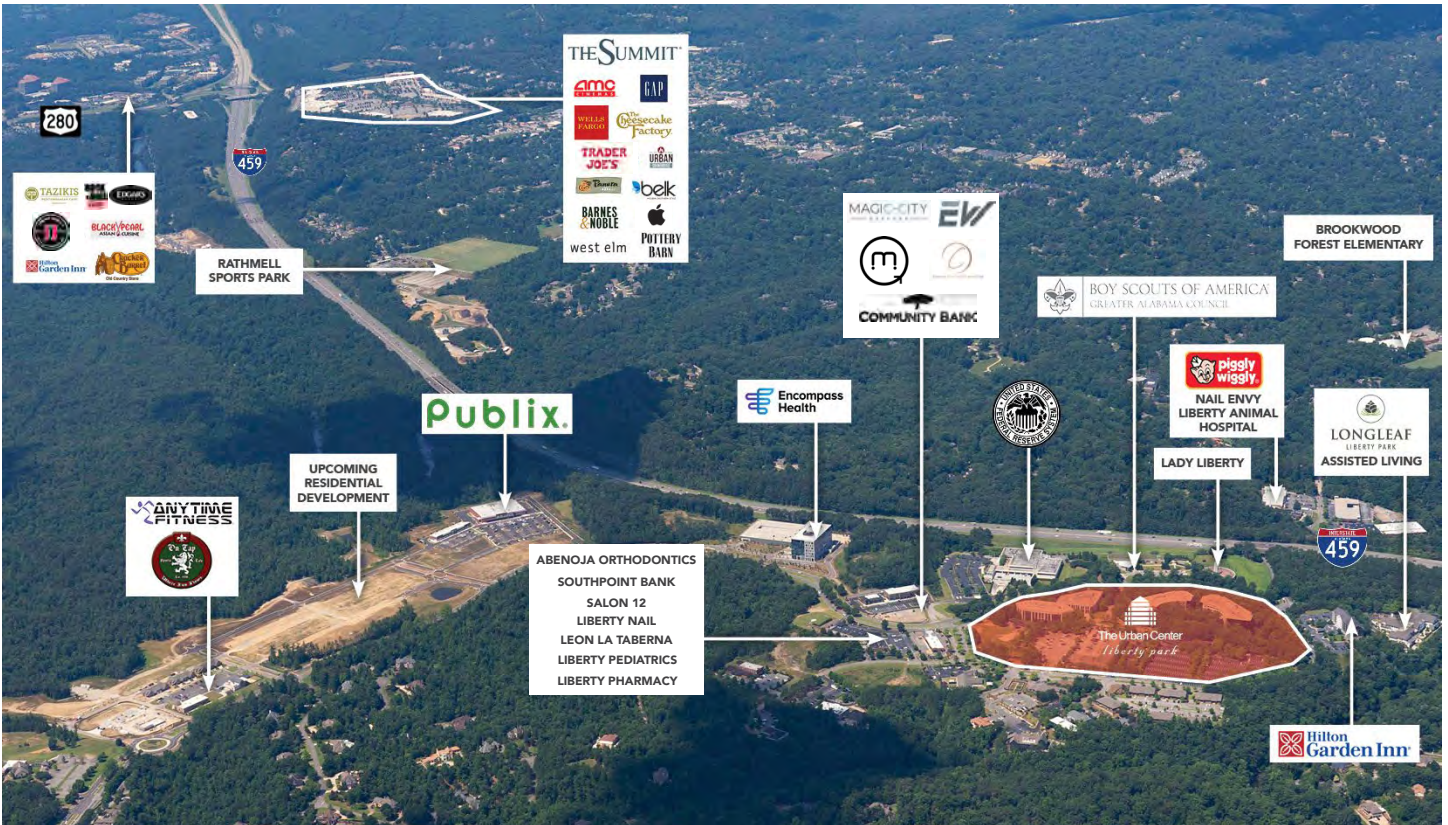 280
INTERSTATE
459
TAZIKIS
EDGAR'S
BLACK PEARL
ASIAN CUISINE
Hilton
Garden Inn
Cracker Barrel
Old Country Store
RATHMELL
SPORTS PARK
THE SUMMIT
amc
CINEMAS
GAP
WELLS
FARGO
The
Cheesecake
Factory
TRADER
JOE'S
URBAN
Panera
belk
BARNES
&NOBLE
west elm
POTTERY
BARN
MAGIC-CITY
EW
m
COMMUNITY BANK
BOY SCOUTS OF AMERICA
GREATER ALABAMA COUNCIL
BROOKWOOD
FOREST ELEMENTARY
piggly
wiggly
NAIL ENVY
LIBERTY ANIMAL
HOSPITAL
LONGLEAF
LIBERTY PARK
ASSISTED LIVING
LADY LIBERTY
UNITED STATES
FEDERAL RESERVE SYSTEM
Encompass
Health
Publix.
UPCOMING
RESIDENTIAL
DEVELOPMENT
ANYTIME
FITNESS
On Tap
ABENOJA ORTHODONTICS
SOUTHPOINT BANK
SALON 12
LIBERTY NAIL
LEON LA TABERNA
LIBERTY PEDIATRICS
LIBERTY PHARMACY
The Urban Center
liberty park
INTERSTATE
459
Hilton
Garden Inn